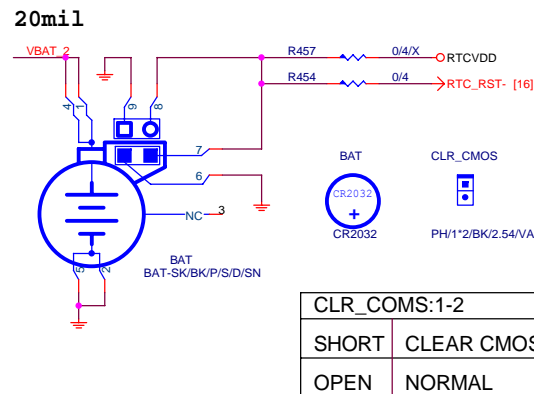 20mil
VBAT_2
R457 0/4/X RTCVDD
R454 0/4 RTC_RST- [16]
4 1 9 8
7
6
NC 3
BAT
BAT-SK/BK/P/S/D/SN
5 2
BAT CLR_CMOS
CR2032
+
CR2032 PH/1*2/BK/2.54/VA
CLR_COMS:1-2
SHORT CLEAR CMOS
OPEN NORMAL